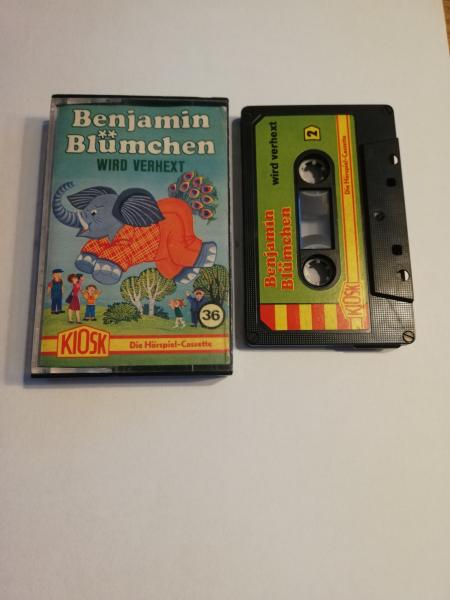 Benjamin
Blümchen
WIRD VERHEXT
36
KIOSK
Die Hörspiel-Cassette
2
wird verhext
Die Hörspiel-Cassette
Benjamin
Blümchen
KIOSK